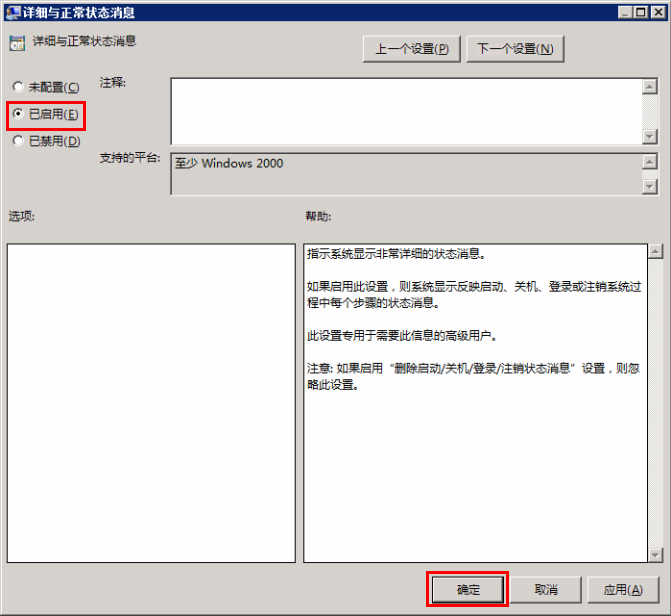 详细与正常状态消息
详细与正常状态消息
上一个设置(P)
下一个设置(N)
未配置(C)
注释:
已启用(E)
已禁用(D)
支持的平台:
至少 Windows 2000
选项:
帮助:
指示系统显示非常详细的状态消息。
如果启用此设置，则系统显示反映启动、关机、登录或注销系统过
程中每个步骤的状态消息。
此设置专用于需要此信息的高级用户。
注意: 如果启用“删除启动/关机/登录/注销状态消息”设置，则忽
略此设置。
确定
取消
应用(A)